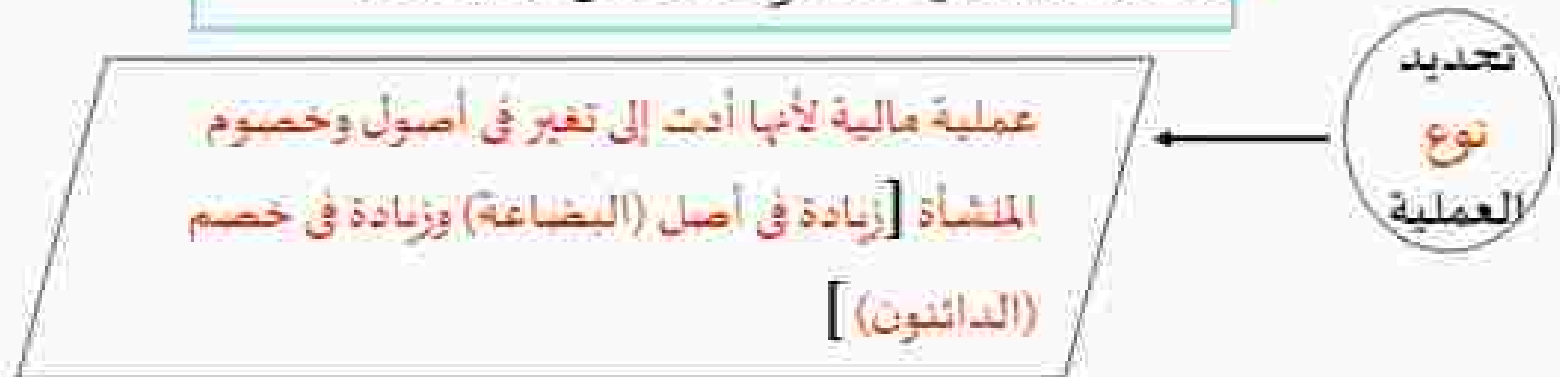 تحديد
نوع
العملية
عملية مالية لأنها أدت إلى تغير فى أصول وخصوم
المنشأة [زيادة فى أصل (البضاعة) وزيادة فى خصم
(الدائنون) ]